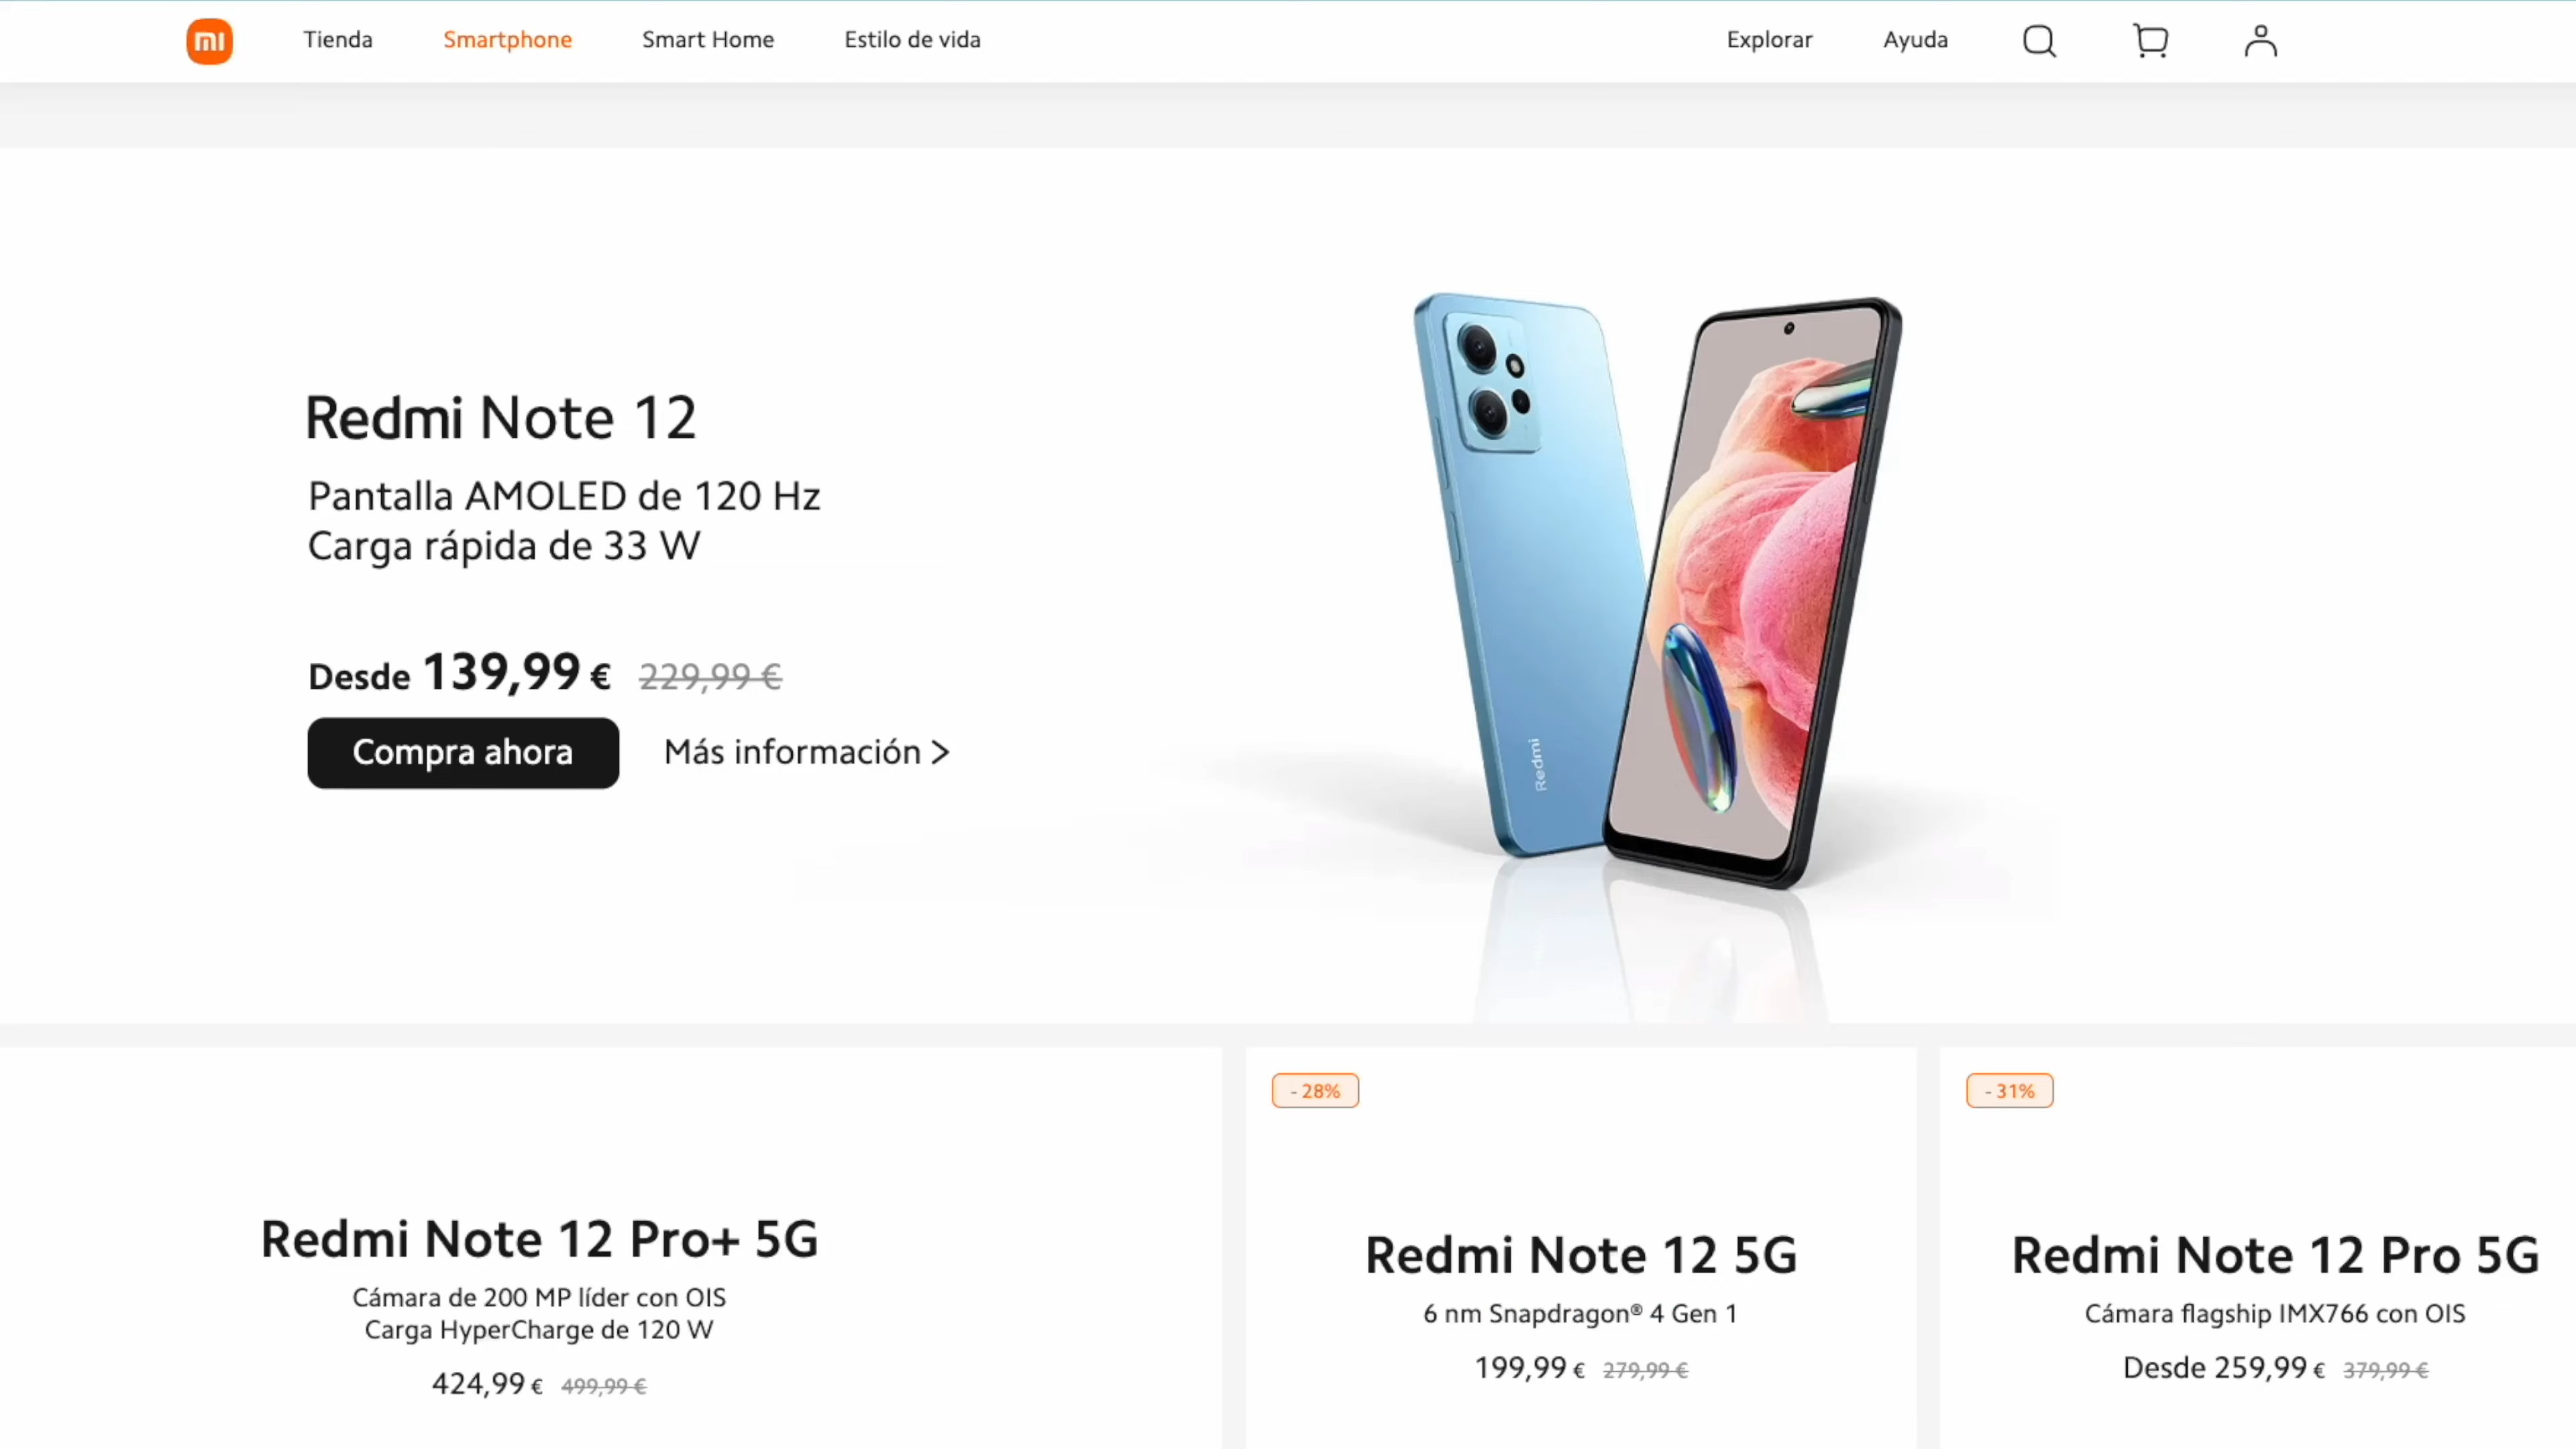 mi
Tienda
Smartphone
Smart Home
Estilo de vida
Explorar
Ayuda
Redmi Note 12
Pantalla AMOLED de 120 Hz
Carga rápida de 33 W
Desde 139,99 € 229,99 €
Compra ahora
Más información >
Redmi
Redmi Note 12 Pro+ 5G
Cámara de 200 MP líder con OIS
Carga HyperCharge de 120 W
424,99 € 499,99 €
- 28%
Redmi Note 12 5G
6 nm Snapdragon® 4 Gen 1
199,99 € 279,99 €
- 31%
Redmi Note 12 Pro 5G
Cámara flagship IMX766 con OIS
Desde 259,99 € 379,99 €